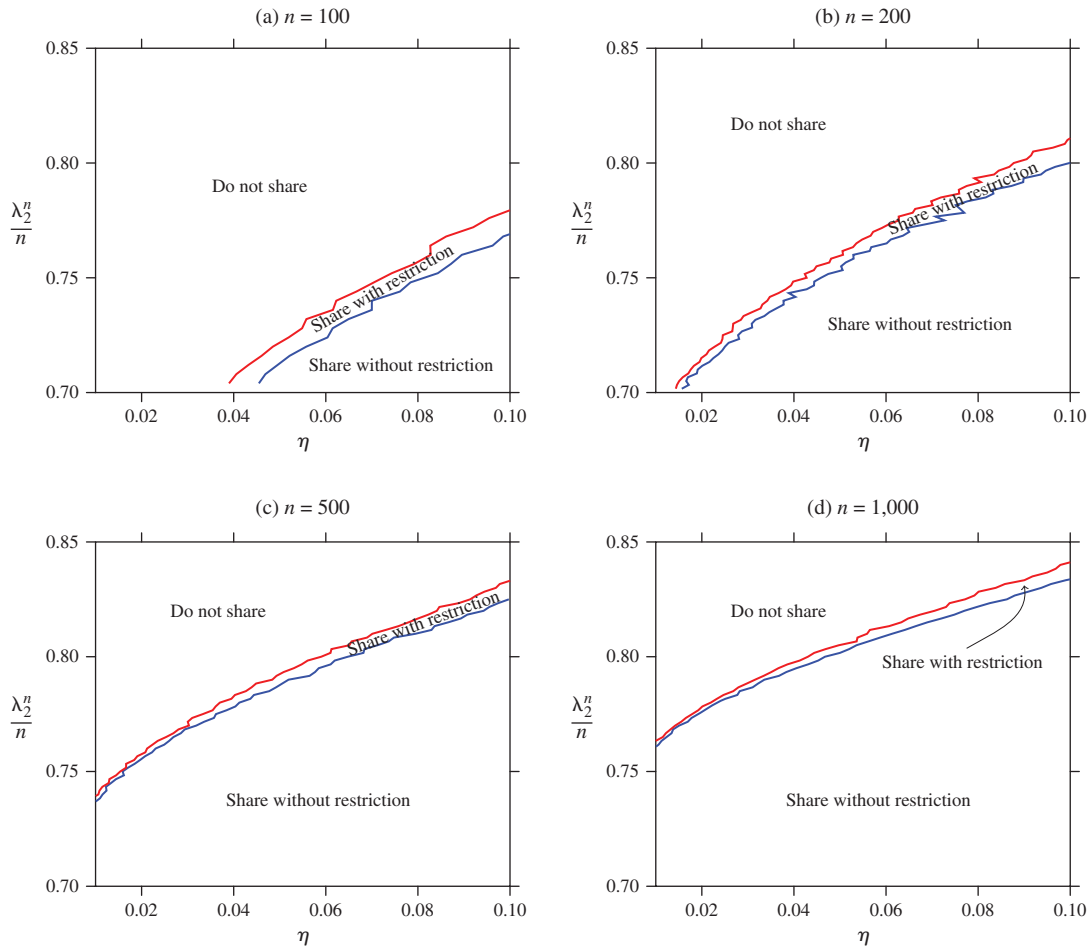 (a) n = 100
0.85
0.80
0.75
0.70
λ₂ⁿ/n
Do not share
Share with restriction
Share without restriction
0.02 0.04 0.06 0.08 0.10
η
(b) n = 200
0.85
0.80
0.75
0.70
λ₂ⁿ/n
Do not share
Share with restriction
Share without restriction
0.02 0.04 0.06 0.08 0.10
η
(c) n = 500
0.85
0.80
0.75
0.70
λ₂ⁿ/n
Do not share
Share with restriction
Share without restriction
0.02 0.04 0.06 0.08 0.10
η
(d) n = 1,000
0.85
0.80
0.75
0.70
λ₂ⁿ/n
Do not share
Share with restriction
Share without restriction
0.02 0.04 0.06 0.08 0.10
η